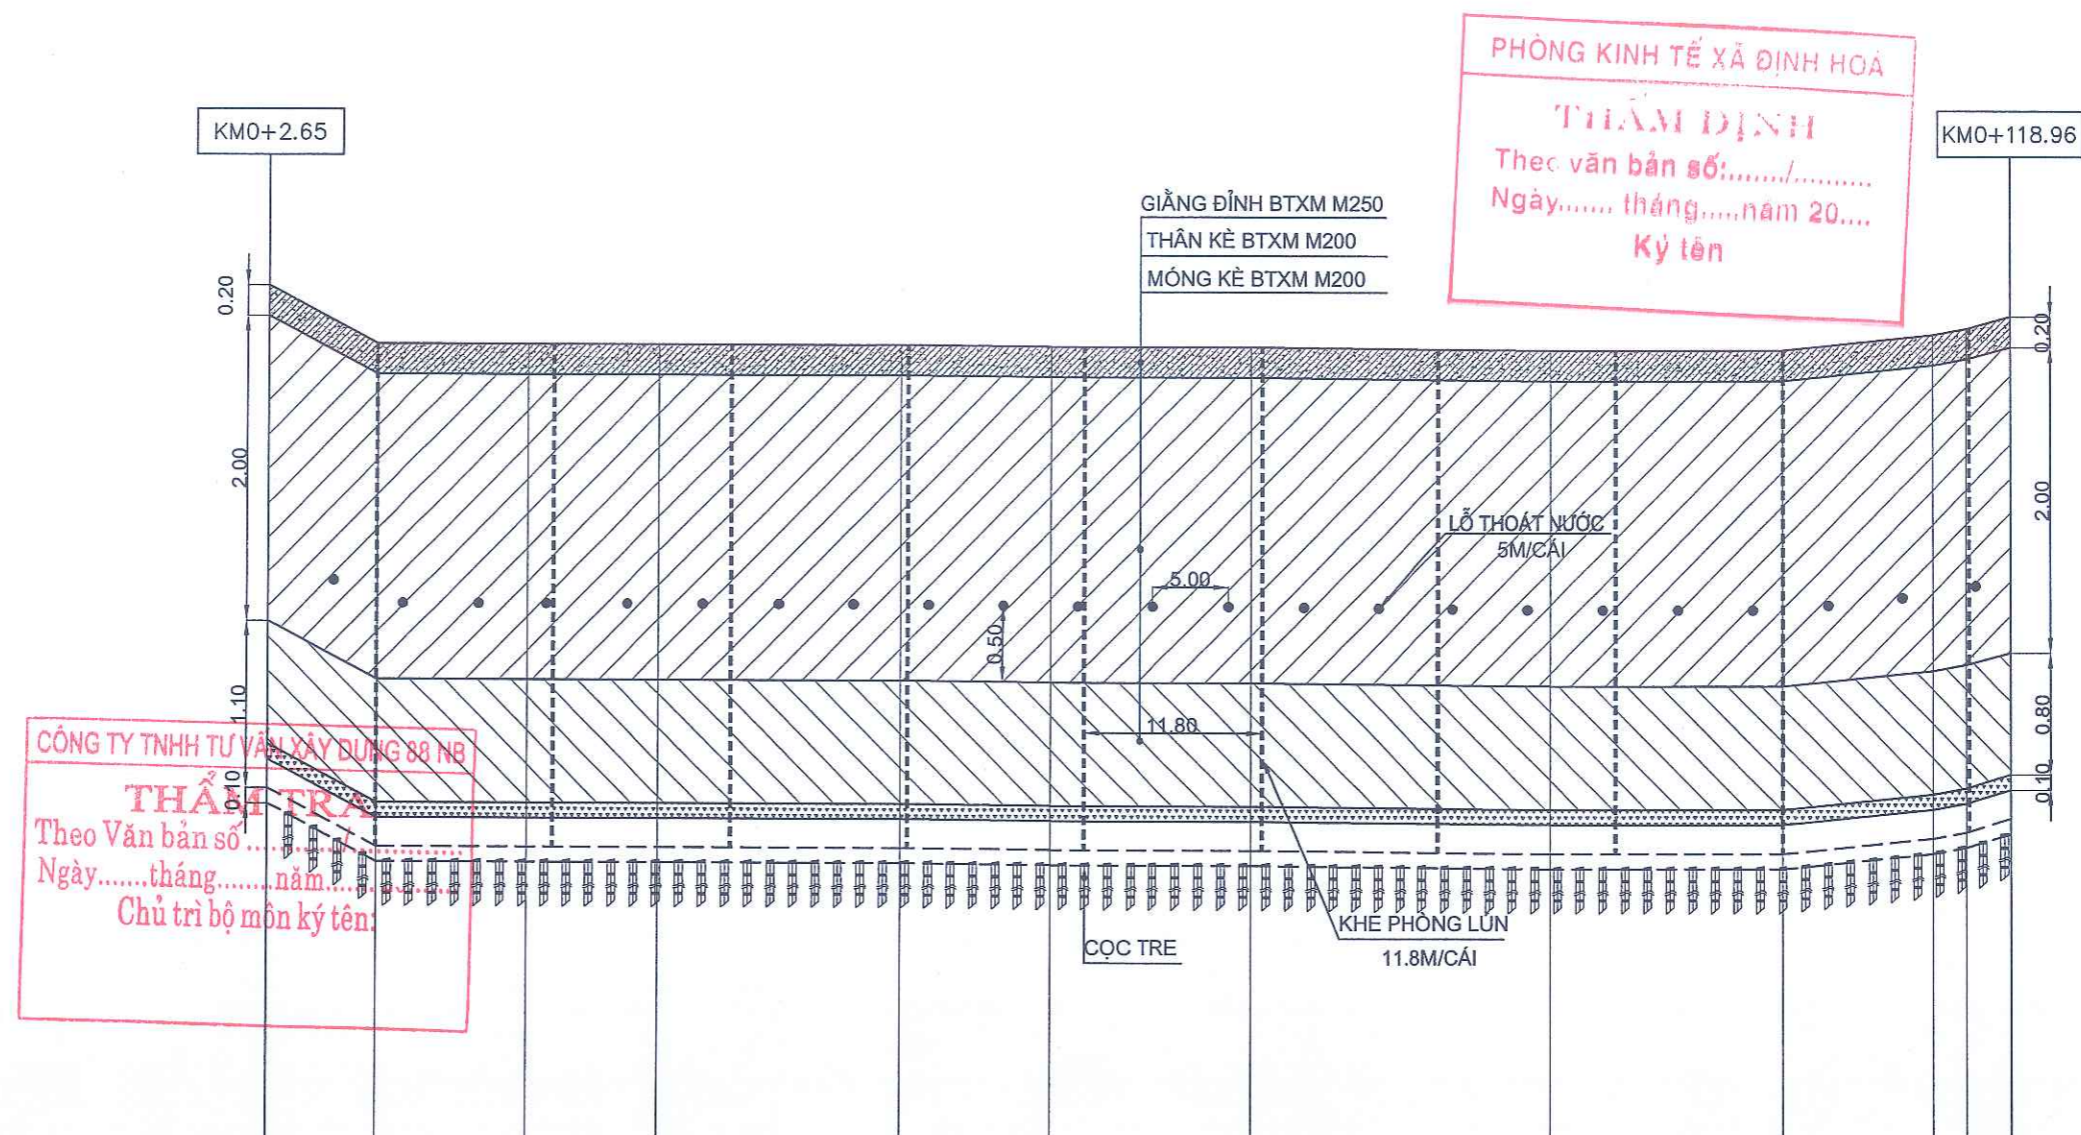 PHÒNG KINH TẾ XÃ ĐỊNH HOÁ
THẨM ĐỊNH
Theo văn bản số:......./..........
Ngày....... tháng.....năm 20....
Ký tên
KM0+2.65
KM0+118.96
GIẰNG ĐỈNH BTXM M250
THÂN KÈ BTXM M200
MÓNG KÈ BTXM M200
0.20
0.20
2.00
2.00
LỖ THOÁT NƯỚC
5M/CÁI
5.00
0.50
1.10
0.80
11.80
0.10
0.10
CÔNG TY TNHH TƯ VẤN XÂY DỰNG 88 NB
THẨM TRA
Theo Văn bản số............/................
Ngày.......tháng........năm..................
Chủ trì bộ môn ký tên:
CỌC TRE
KHE PHÒNG LÚN
11.8M/CÁI